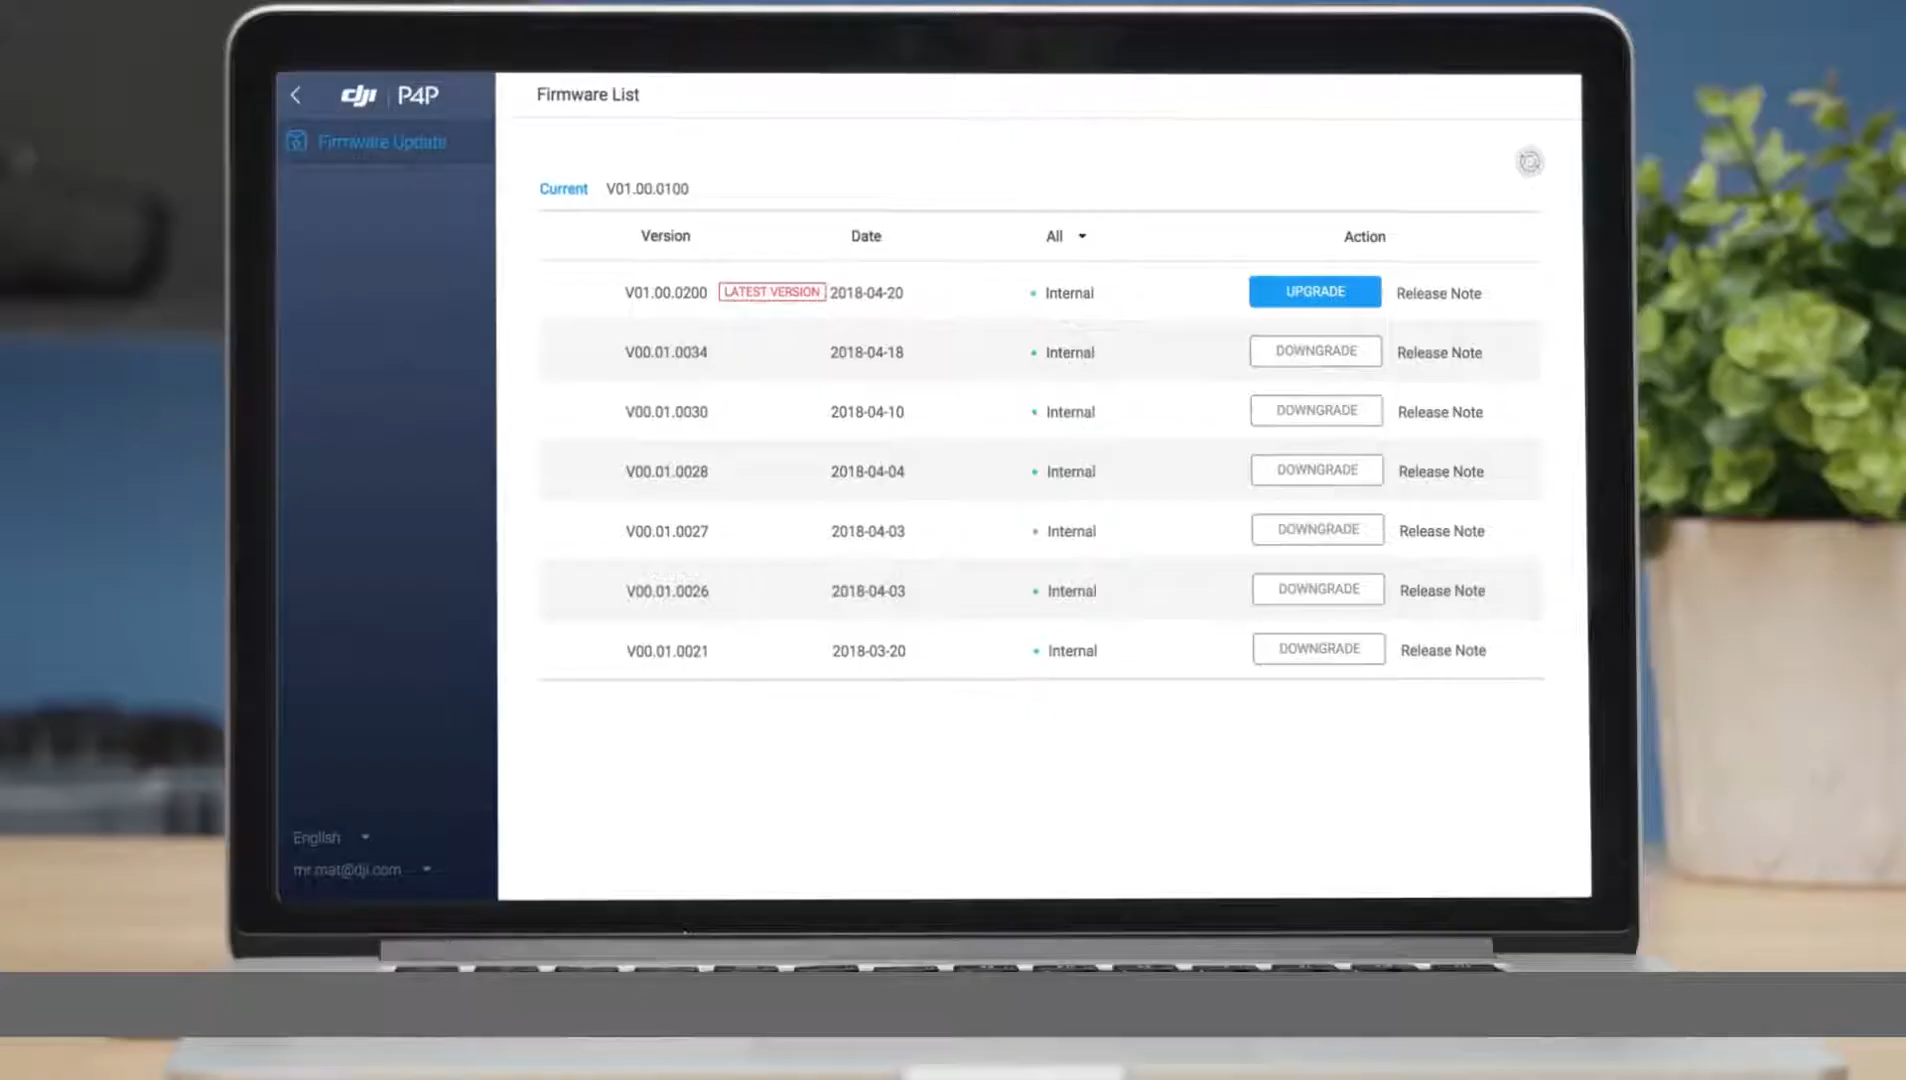 dji | P4P
Firmware Update
English
mr.mat@dji.com
Firmware List
Current V01.00.0100
Version Date All Action
V01.00.0200 LATEST VERSION 2018-04-20 Internal UPGRADE Release Note
V00.01.0034 2018-04-18 Internal DOWNGRADE Release Note
V00.01.0030 2018-04-10 Internal DOWNGRADE Release Note
V00.01.0028 2018-04-04 Internal DOWNGRADE Release Note
V00.01.0027 2018-04-03 Internal DOWNGRADE Release Note
V00.01.0026 2018-04-03 Internal DOWNGRADE Release Note
V00.01.0021 2018-03-20 Internal DOWNGRADE Release Note